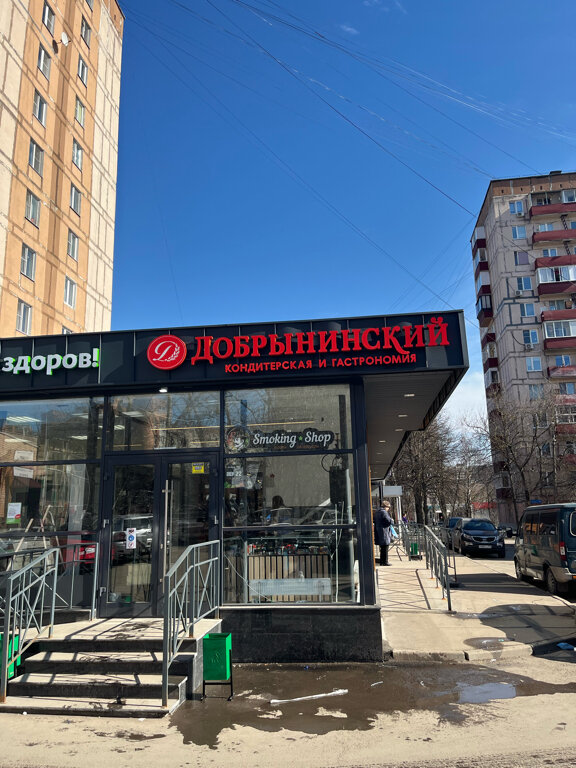 здоров!
ДОБРЫНИНСКИЙ
КОНДИТЕРСКАЯ И ГАСТРОНОМИЯ
Smoking Shop